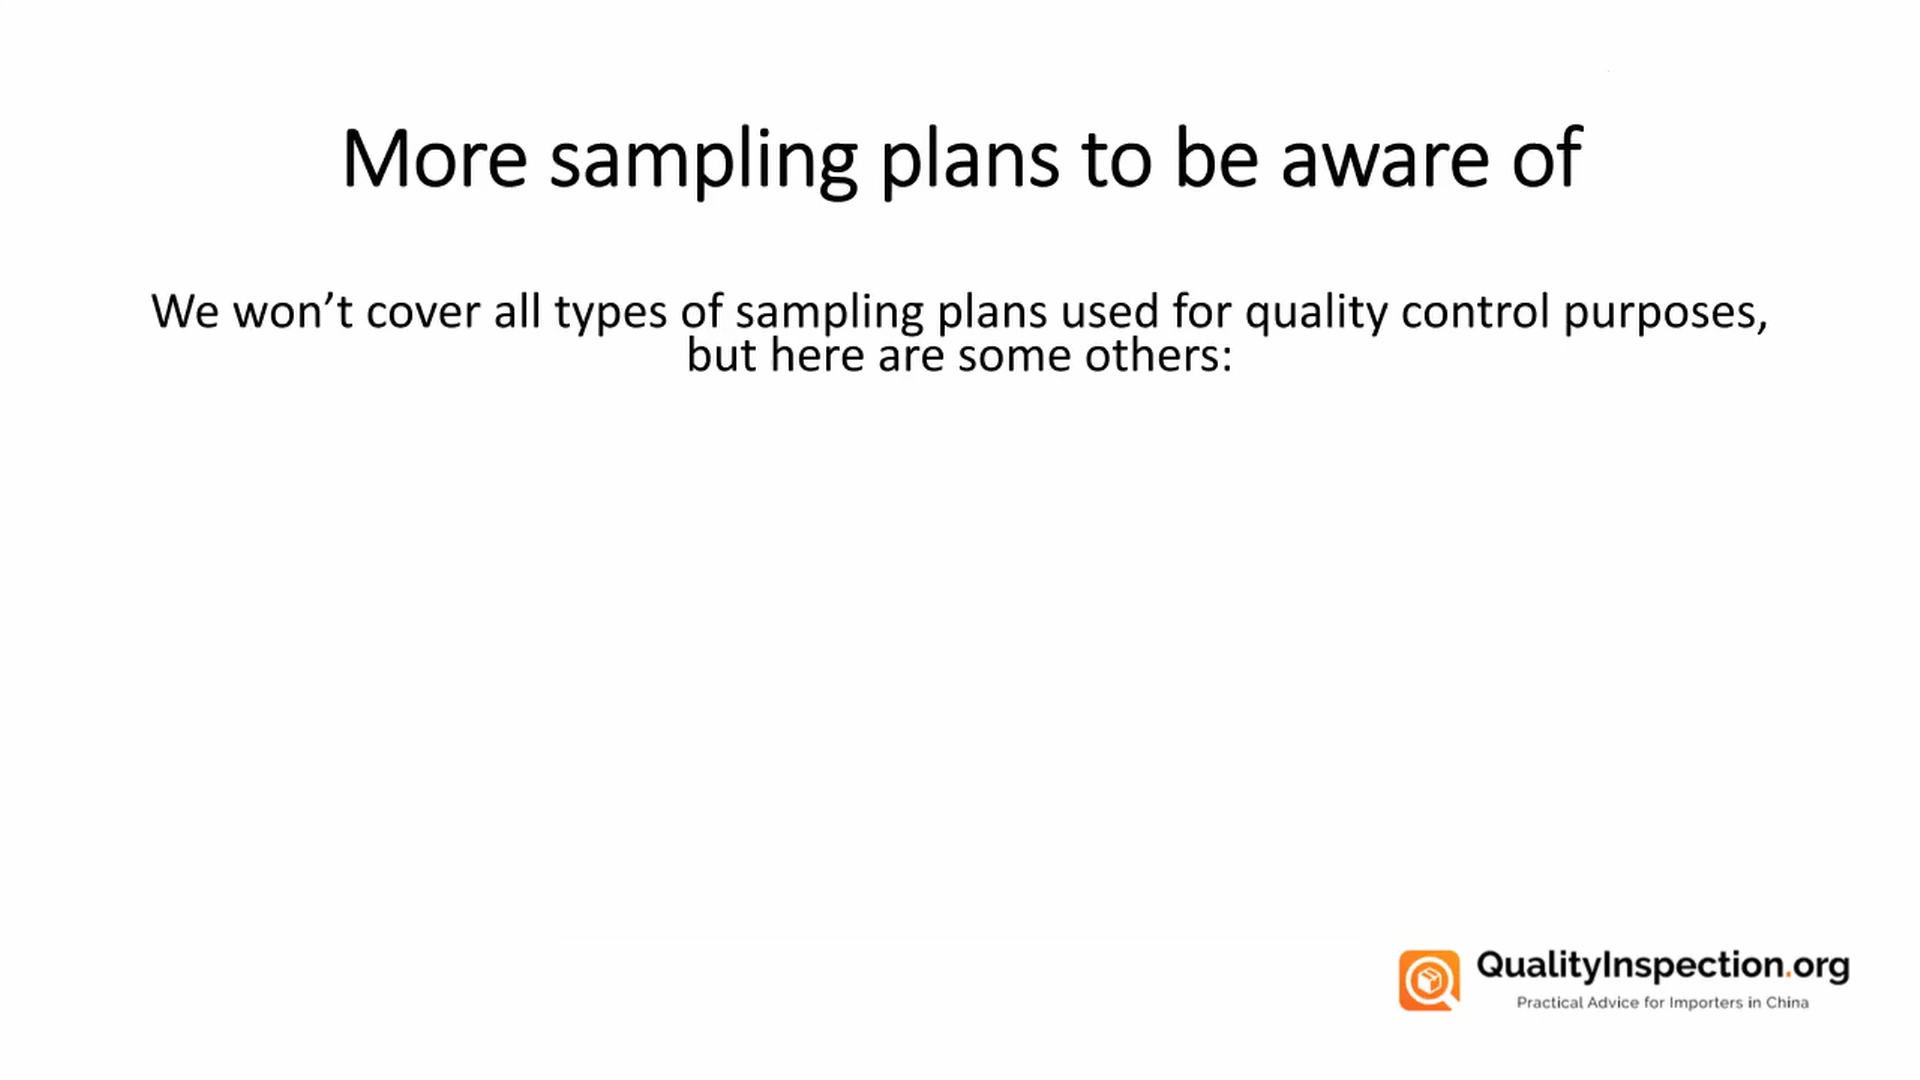 More sampling plans to be aware of
We won’t cover all types of sampling plans used for quality control purposes,
but here are some others:
QualityInspection.org
Practical Advice for Importers in China